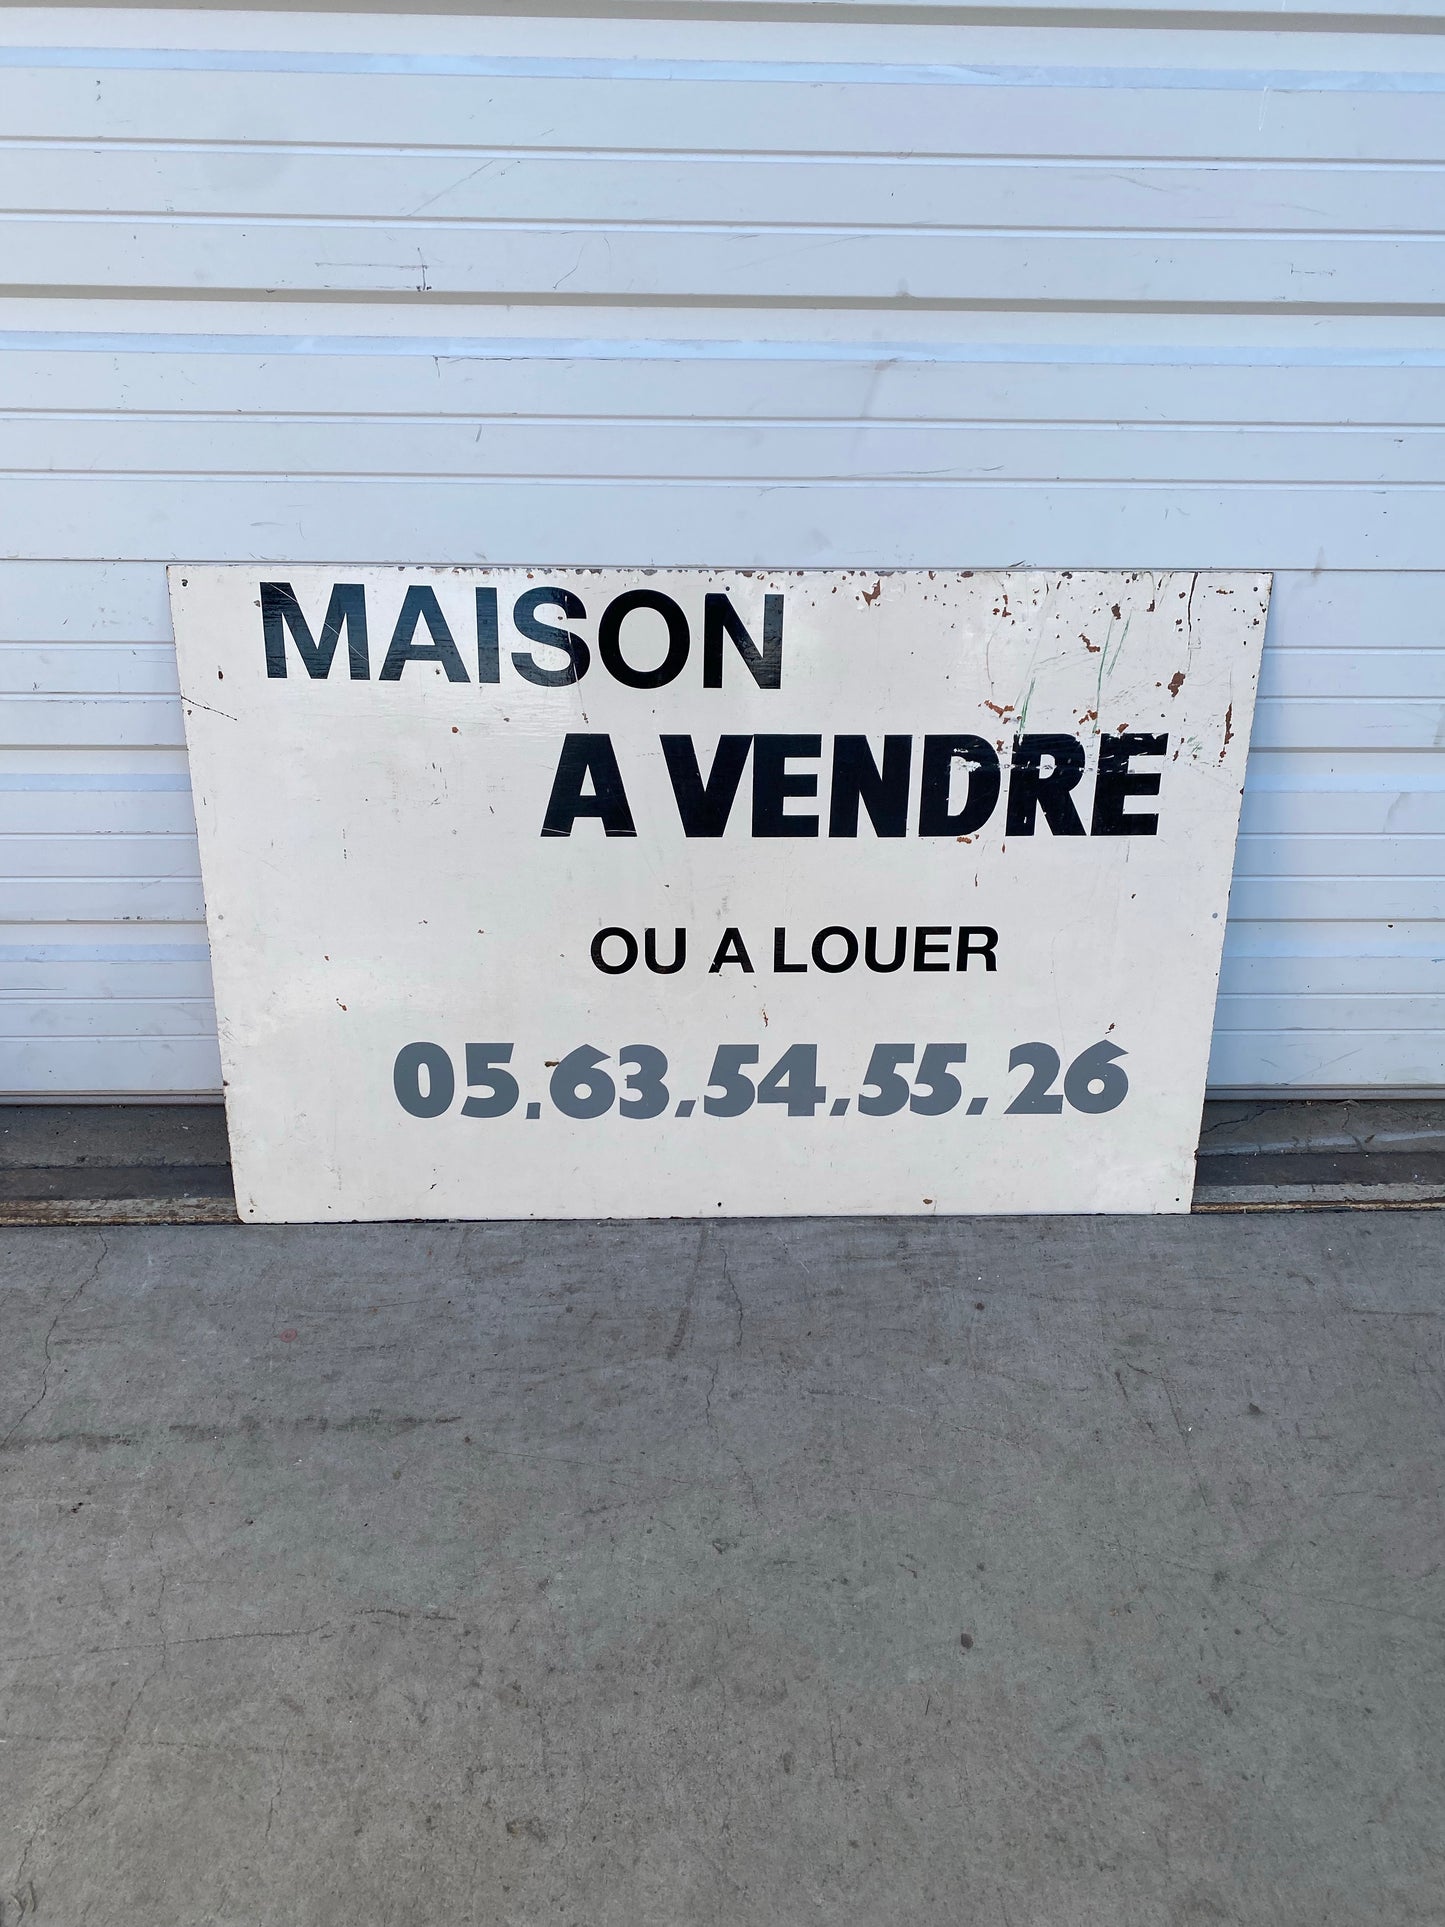 MAISON
A VENDRE
OU A LOUER
05.63.54.55.26